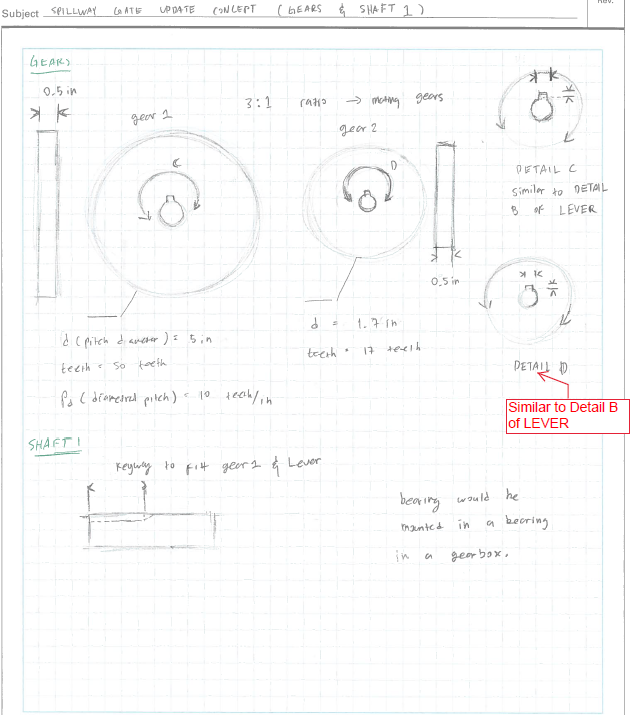 Subject SPILLWAY GATE UPDATE CONCEPT ( GEARS & SHAFT 1 )
Rev.
GEARS
0.5 in
3:1 ratio → mating gears
gear 1
gear 2
C
D
DETAIL C
similar to DETAIL
B of LEVER
0.5 in
d (pitch diameter) = 5 in
teeth = 50 teeth
Pd (diametral pitch) = 10 teeth/in
d = 1.7 in
teeth = 17 teeth
DETAIL D
Similar to Detail B
of LEVER
SHAFT 1
keyway to fit gear 1 & Lever
bearing would be
mounted in a bearing
in a gearbox.